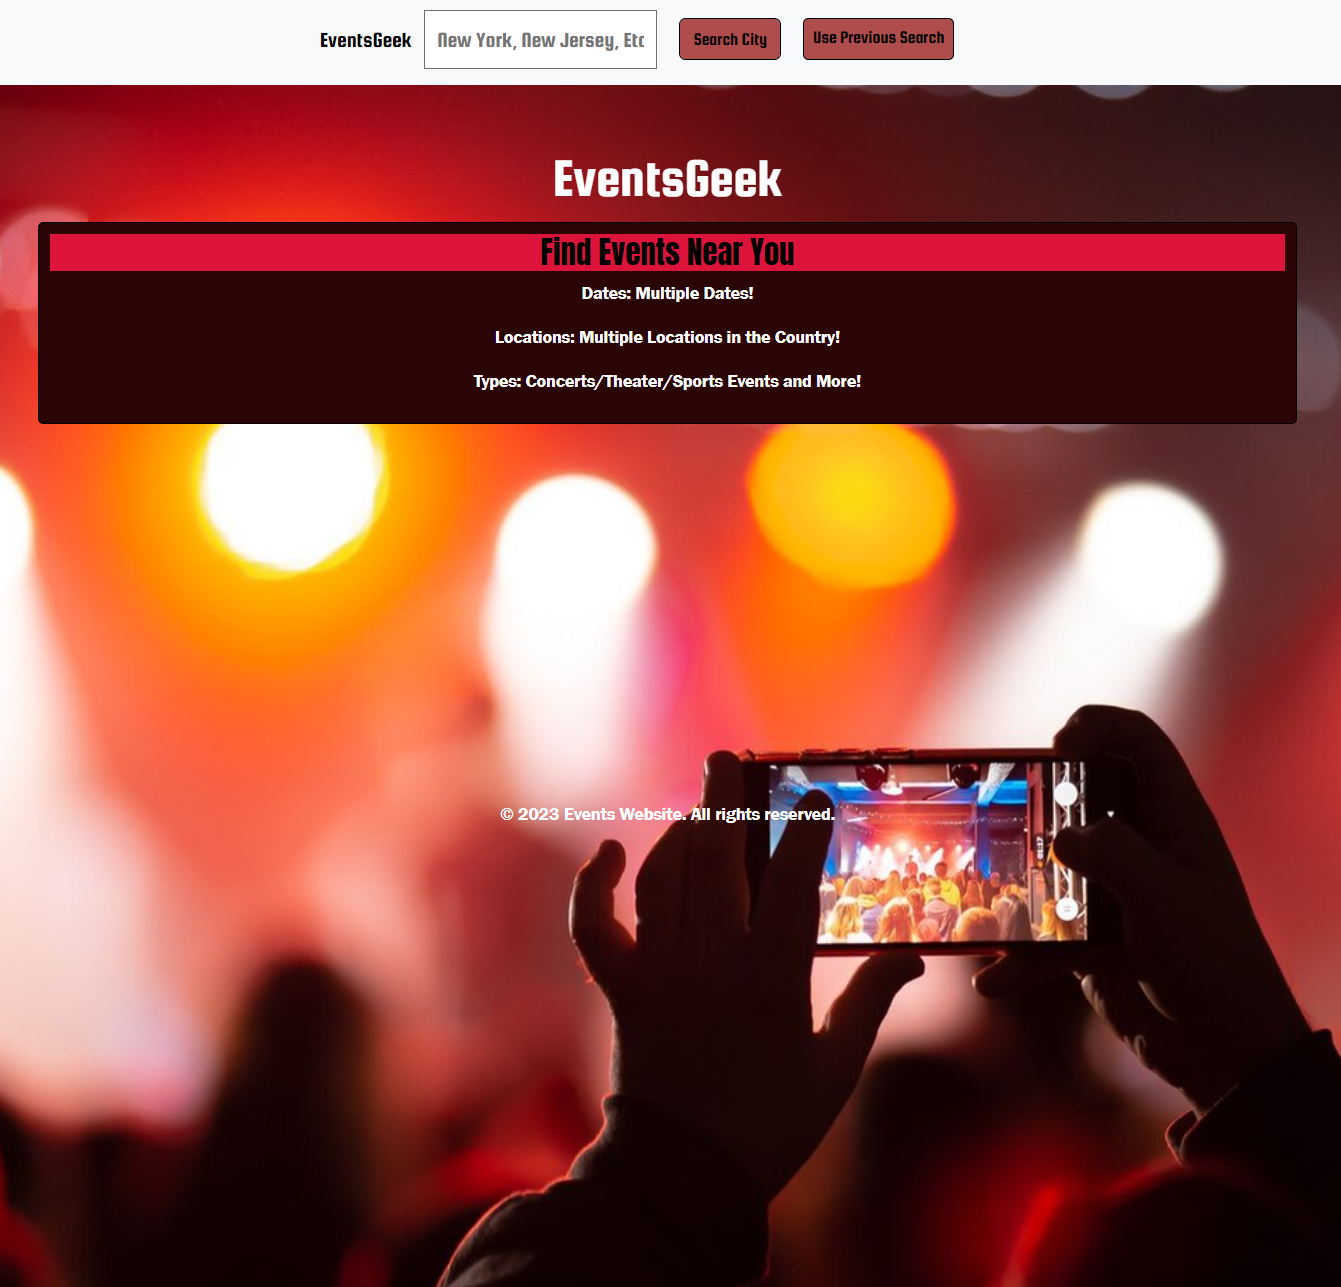 EventsGeek
New York, New Jersey, Etc
Search City
Use Previous Search
EventsGeek
Find Events Near You
Dates: Multiple Dates!
Locations: Multiple Locations in the Country!
Types: Concerts/Theater/Sports Events and More!
© 2023 Events Website. All rights reserved.
01:17